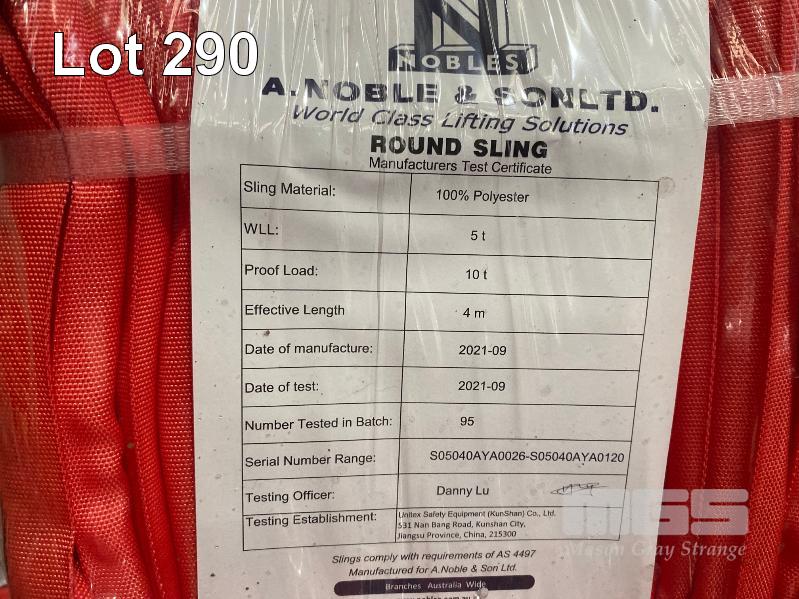 Lot 290
N
NOBLES
A.NOBLE & SONLTD.
World Class Lifting Solutions
ROUND SLING
Manufacturers Test Certificate
Sling Material: 100% Polyester
WLL: 5 t
Proof Load: 10 t
Effective Length 4 m
Date of manufacture: 2021-09
Date of test: 2021-09
Number Tested in Batch: 95
Serial Number Range: S05040AYA0026-S05040AYA0120
Testing Officer: Danny Lu
Testing Establishment: Unitex Safety Equipment (KunShan) Co., Ltd.
531 Nan Bang Road, Kunshan City,
Jiangsu Province, China, 215300
Slings comply with requirements of AS 4497
Manufactured for A.Noble & Son Ltd.
Branches Australia Wide
MGS
Mason Gray Strange